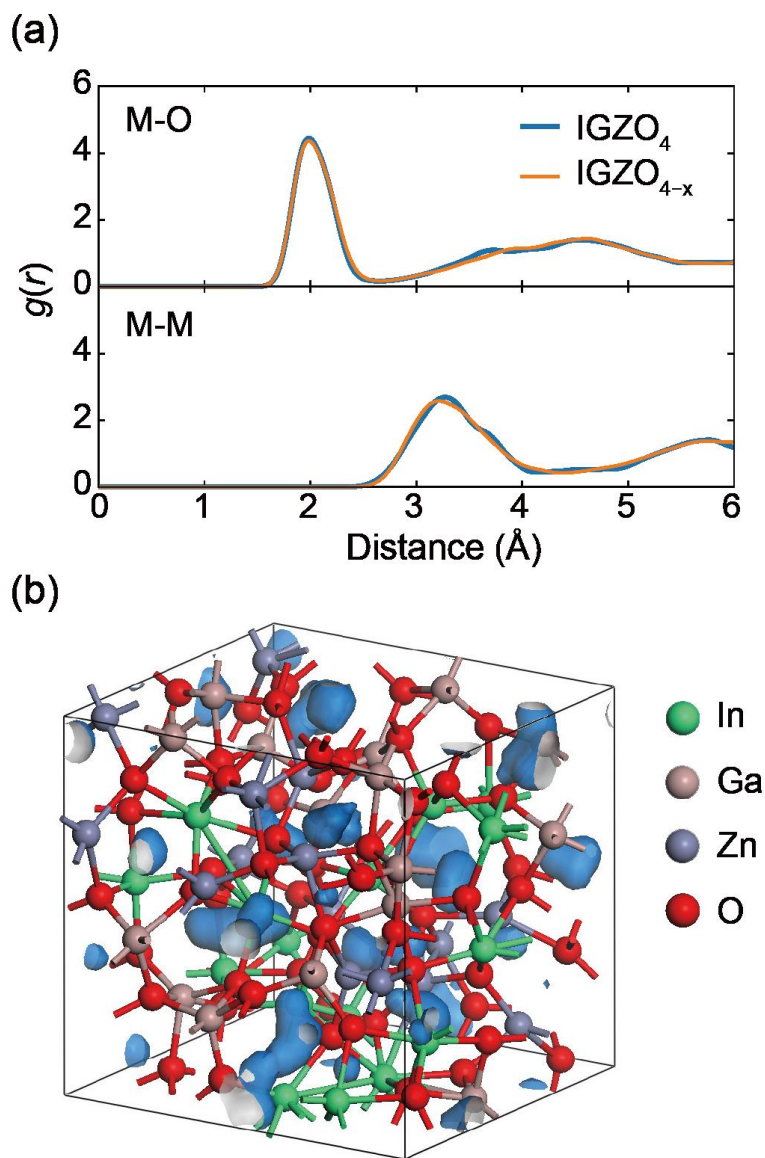 (a)
6
M-O
IGZO₄
IGZO₄₋ₓ
4
2
0
g(r)
M-M
4
2
0
0 1 2 3 4 5 6
Distance (Å)
(b)
In
Ga
Zn
O